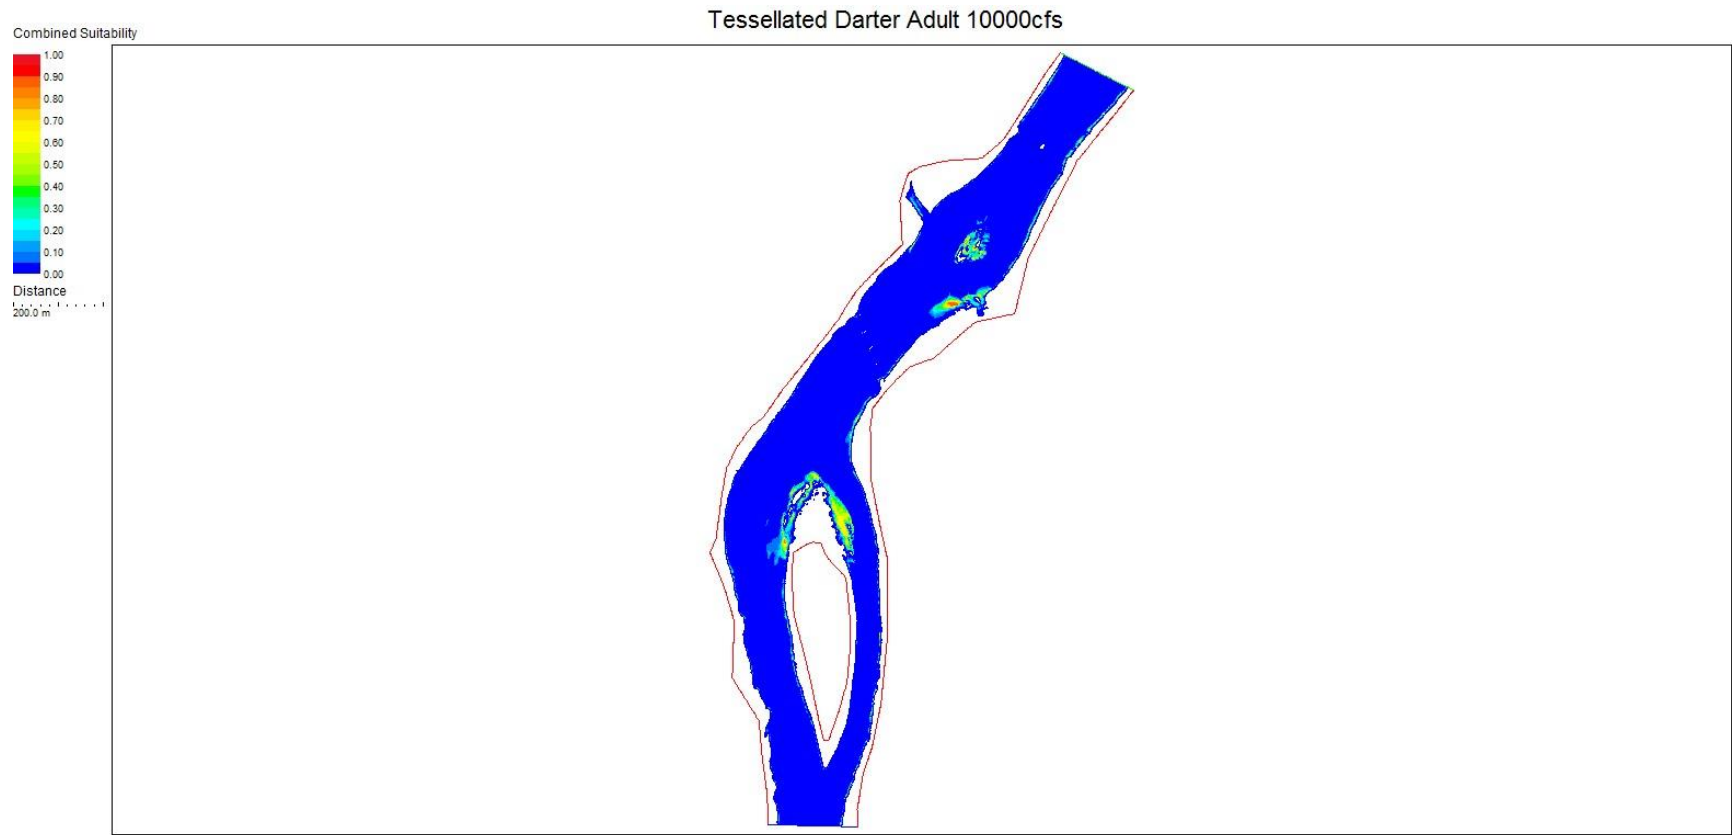 Tessellated Darter Adult 10000cfs
Combined Suitability
1.00
0.90
0.80
0.70
0.60
0.50
0.40
0.30
0.20
0.10
0.00
Distance
200.0 m